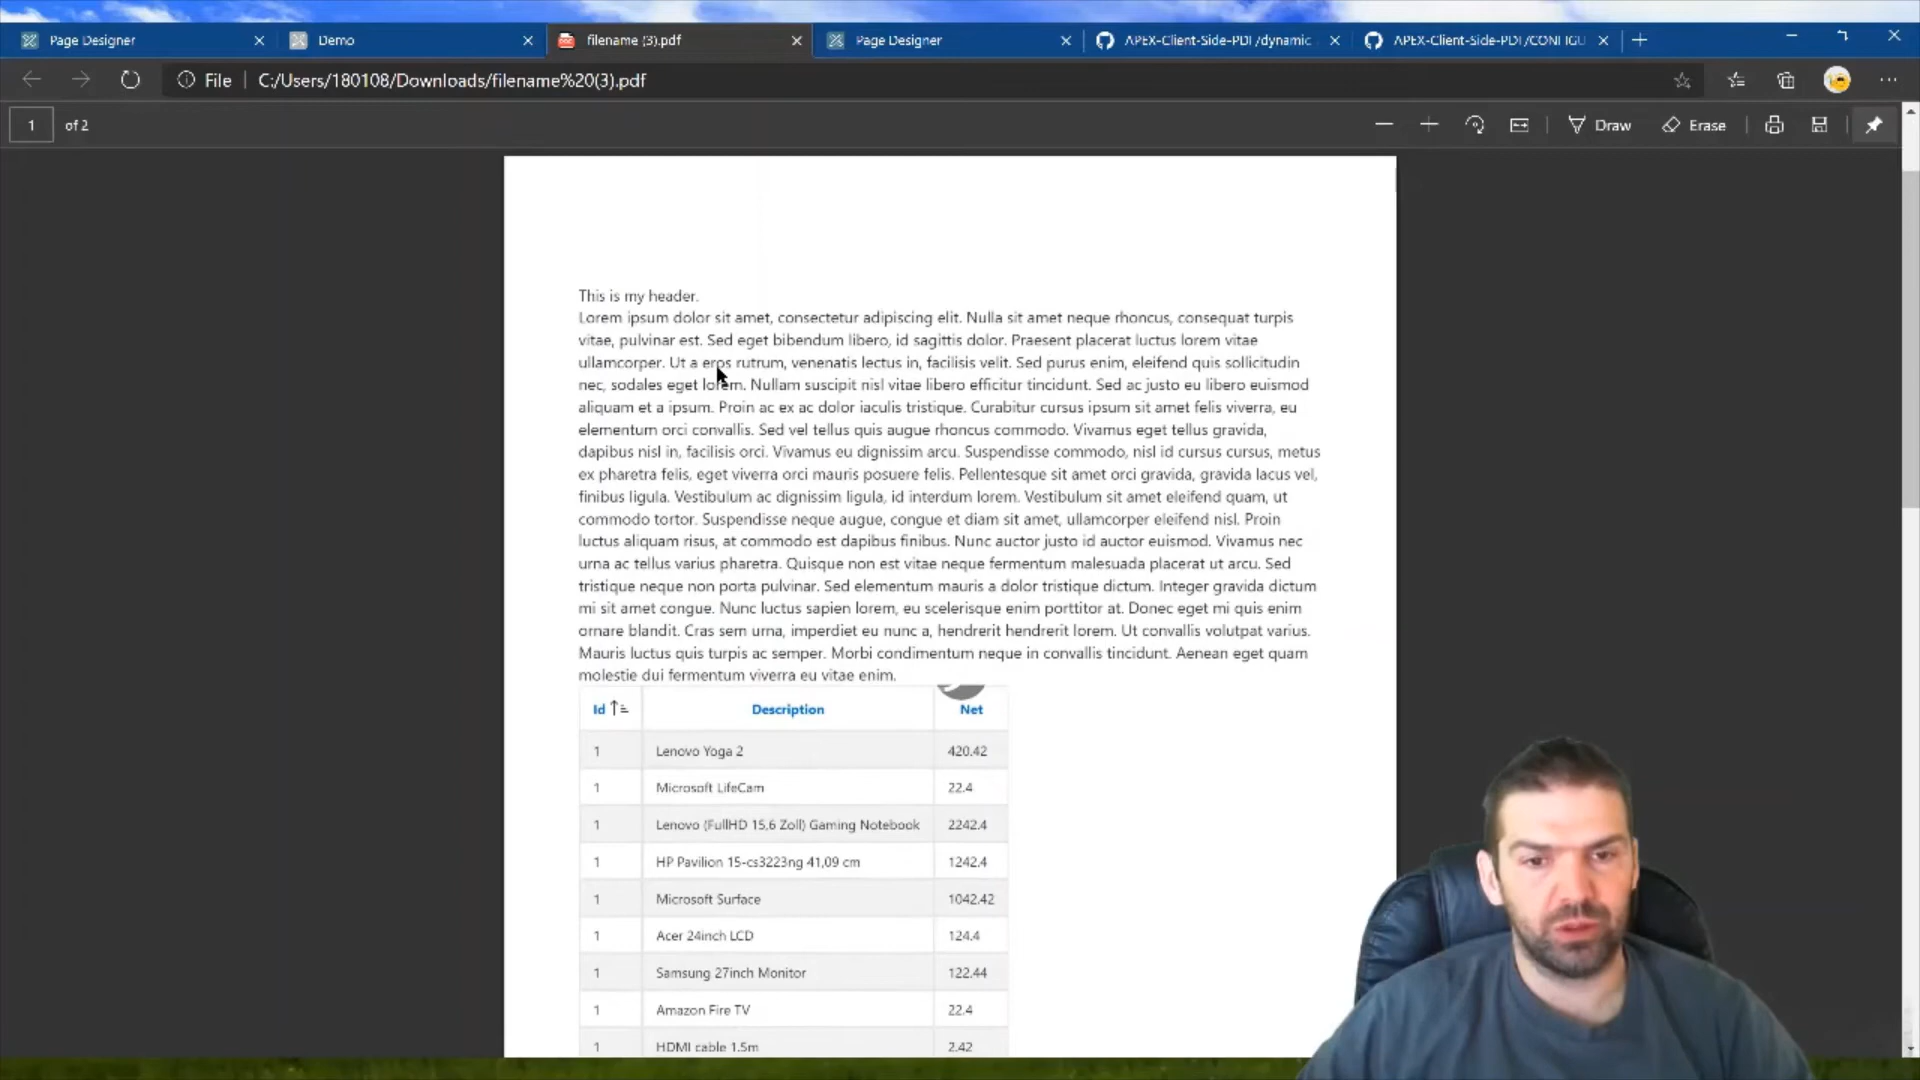 Page Designer
Demo
filename (3).pdf
Page Designer
APEX-Client-Side-PDF/dynamic
APEX-Client-Side-PDF/CONFIGU
File
C:/Users/180108/Downloads/filename%20(3).pdf
1 of 2
Draw
Erase
This is my header.
Lorem ipsum dolor sit amet, consectetur adipiscing elit. Nulla sit amet neque rhoncus, consequat turpis
vitae, pulvinar est. Sed eget bibendum libero, id sagittis dolor. Praesent placerat luctus lorem vitae
ullamcorper. Ut a eros rutrum, venenatis lectus in, facilisis velit. Sed purus enim, eleifend quis sollicitudin
nec, sodales eget lorem. Nullam suscipit nisl vitae libero efficitur tincidunt. Sed ac justo eu libero euismod
aliquam et a ipsum. Proin ac ex ac dolor iaculis tristique. Curabitur cursus ipsum sit amet felis viverra, eu
elementum orci convallis. Sed vel tellus quis augue rhoncus commodo. Vivamus eget tellus gravida,
dapibus nisl in, facilisis orci. Vivamus eu dignissim arcu. Suspendisse commodo, nisl id cursus cursus, metus
ex pharetra felis, eget viverra orci mauris posuere felis. Pellentesque sit amet orci gravida, gravida lacus vel,
finibus ligula. Vestibulum ac dignissim ligula, id interdum lorem. Vestibulum sit amet eleifend quam, ut
commodo tortor. Suspendisse neque augue, congue et diam sit amet, ullamcorper eleifend nisl. Proin
luctus aliquam risus, at commodo est dapibus finibus. Nunc auctor justo id auctor euismod. Vivamus nec
urna ac tellus varius pharetra. Quisque non est vitae neque fermentum malesuada placerat ut arcu. Sed
tristique neque non porta pulvinar. Sed elementum mauris a dolor tristique dictum. Integer gravida dictum
mi sit amet congue. Nunc luctus sapien lorem, eu scelerisque enim porttitor at. Donec eget mi quis enim
ornare blandit. Cras sem urna, imperdiet eu nunc a, hendrerit hendrerit lorem. Ut convallis volutpat varius.
Mauris luctus quis turpis ac semper. Morbi condimentum neque in convallis tincidunt. Aenean eget quam
molestie dui fermentum viverra eu vitae enim.
Id Description Net
1 Lenovo Yoga 2 420.42
1 Microsoft LifeCam 22.4
1 Lenovo (FullHD 15,6 Zoll) Gaming Notebook 2242.4
1 HP Pavilion 15-cs3223ng 41,09 cm 1242.4
1 Microsoft Surface 1042.42
1 Acer 24inch LCD 124.4
1 Samsung 27inch Monitor 122.44
1 Amazon Fire TV 22.4
1 HDMI cable 1.5m 2.42